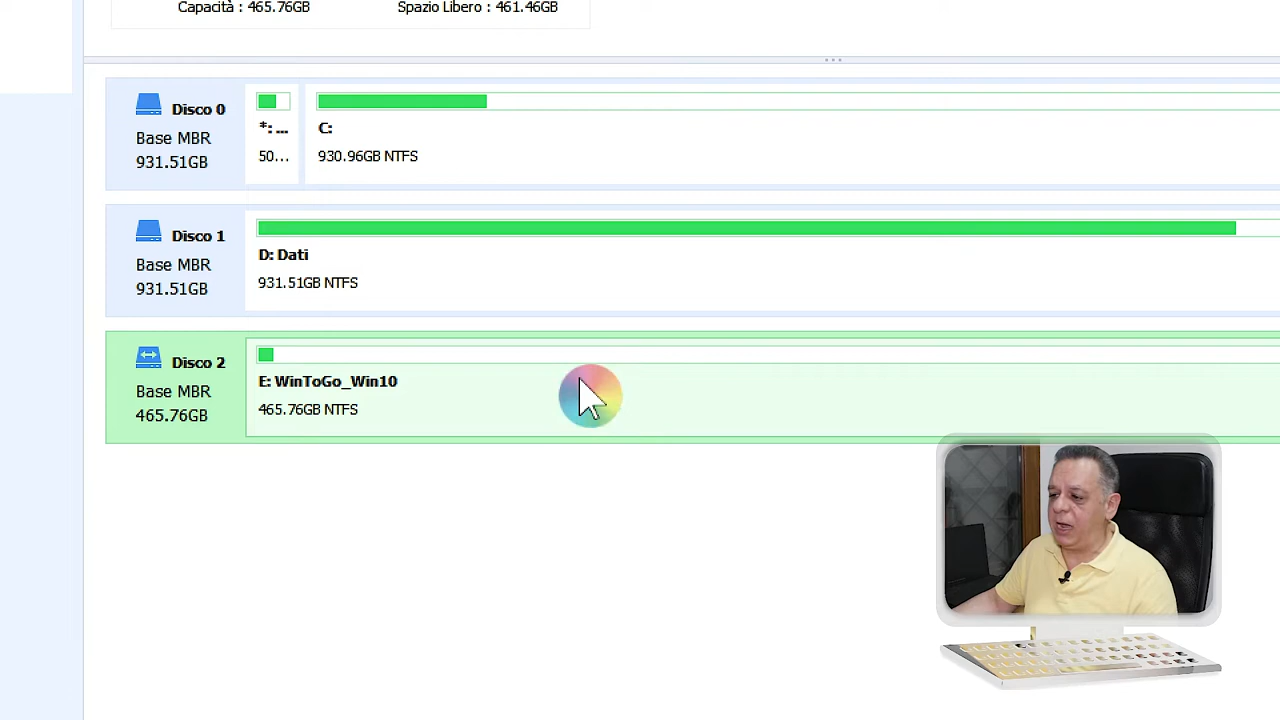 Capacità : 465.76GB Spazio Libero : 461.46GB
Disco 0
Base MBR
931.51GB
*: ...
50...
C:
930.96GB NTFS
Disco 1
Base MBR
931.51GB
D: Dati
931.51GB NTFS
Disco 2
Base MBR
465.76GB
E: WinToGo_Win10
465.76GB NTFS